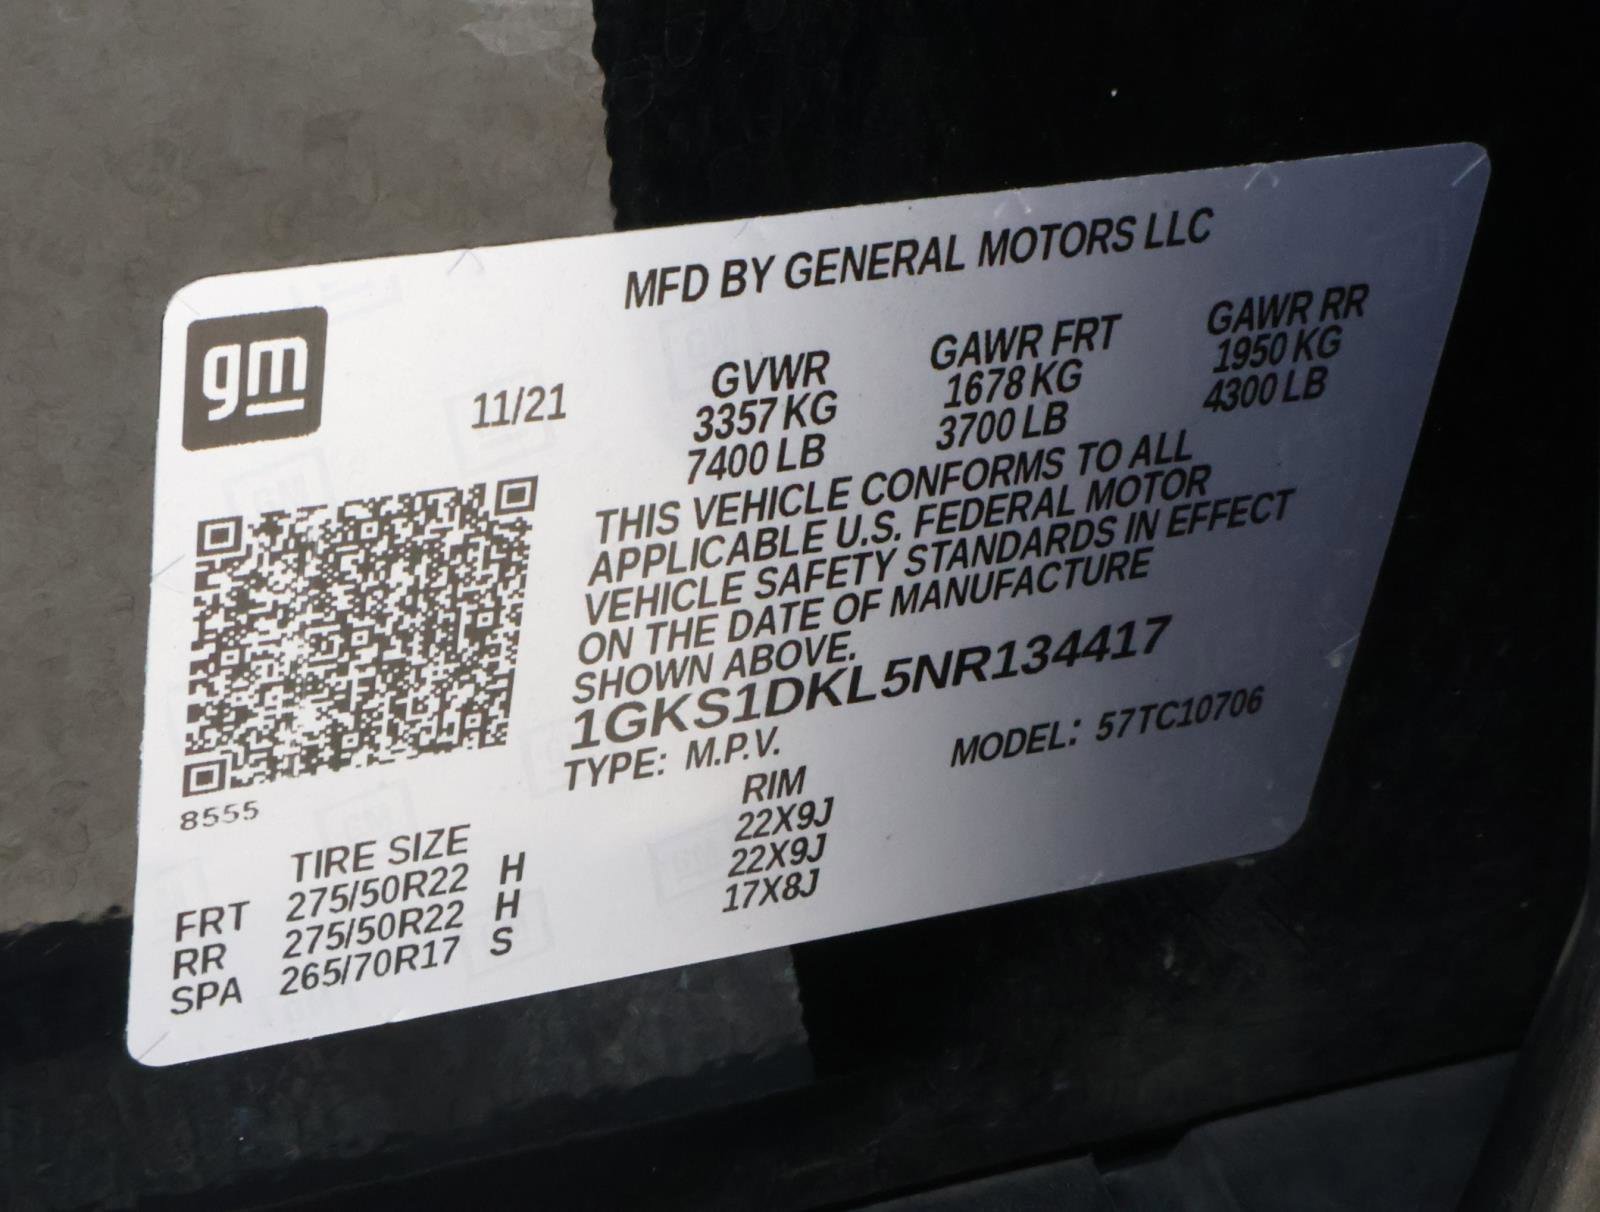 MFD BY GENERAL MOTORS LLC
gm
11/21
GVWR GAWR FRT GAWR RR
3357 KG 1678 KG 1950 KG
7400 LB 3700 LB 4300 LB
THIS VEHICLE CONFORMS TO ALL
APPLICABLE U.S. FEDERAL MOTOR
VEHICLE SAFETY STANDARDS IN EFFECT
ON THE DATE OF MANUFACTURE
SHOWN ABOVE.
1GKS1DKL5NR134417
TYPE: M.P.V. MODEL: 57TC10706
8555
TIRE SIZE RIM
FRT 275/50R22 H 22X9J
RR 275/50R22 H 22X9J
SPA 265/70R17 S 17X8J